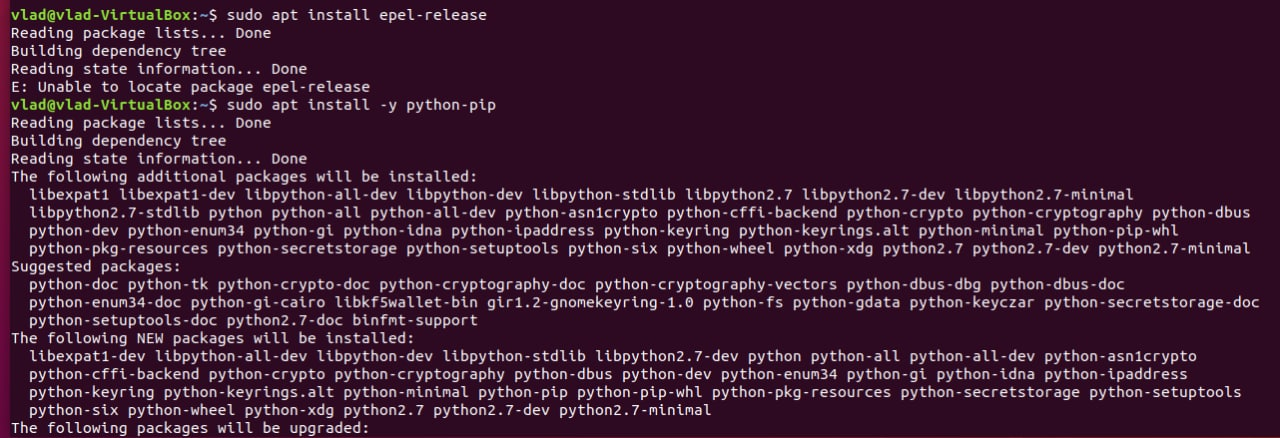 vlad@vlad-VirtualBox:~$ sudo apt install epel-release
Reading package lists... Done
Building dependency tree
Reading state information... Done
E: Unable to locate package epel-release
vlad@vlad-VirtualBox:~$ sudo apt install -y python-pip
Reading package lists... Done
Building dependency tree
Reading state information... Done
The following additional packages will be installed:
  libexpat1 libexpat1-dev libpython-all-dev libpython-dev libpython-stdlib libpython2.7 libpython2.7-dev libpython2.7-minimal
  libpython2.7-stdlib python python-all python-all-dev python-asn1crypto python-cffi-backend python-crypto python-cryptography python-dbus
  python-dev python-enum34 python-gi python-idna python-ipaddress python-keyring python-keyrings.alt python-minimal python-pip-whl
  python-pkg-resources python-secretstorage python-setuptools python-six python-wheel python-xdg python2.7 python2.7-dev python2.7-minimal
Suggested packages:
  python-doc python-tk python-crypto-doc python-cryptography-doc python-cryptography-vectors python-dbus-dbg python-dbus-doc
  python-enum34-doc python-gi-cairo libkf5wallet-bin gir1.2-gnomekeyring-1.0 python-fs python-gdata python-keyczar python-secretstorage-doc
  python-setuptools-doc python2.7-doc binfmt-support
The following NEW packages will be installed:
  libexpat1-dev libpython-all-dev libpython-dev libpython-stdlib libpython2.7-dev python python-all python-all-dev python-asn1crypto
  python-cffi-backend python-crypto python-cryptography python-dbus python-dev python-enum34 python-gi python-idna python-ipaddress
  python-keyring python-keyrings.alt python-minimal python-pip python-pip-whl python-pkg-resources python-secretstorage python-setuptools
  python-six python-wheel python-xdg python2.7 python2.7-dev python2.7-minimal
The following packages will be upgraded: